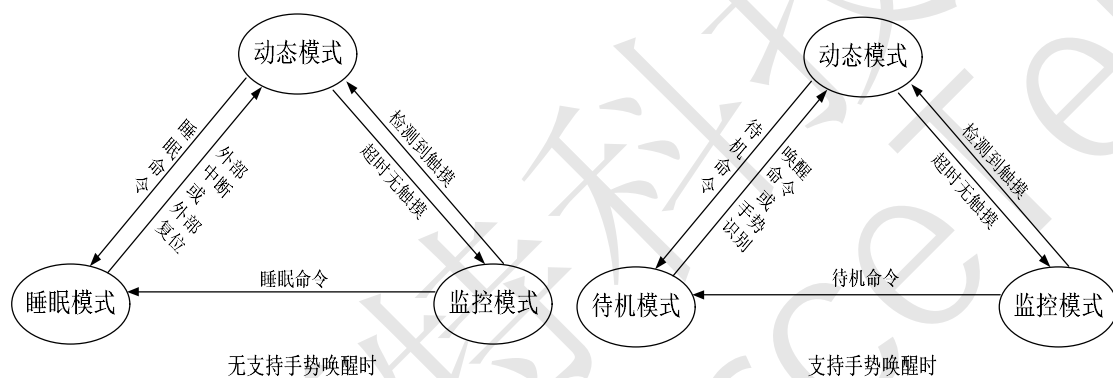 动态模式
睡眠命令
外部中断或外部复位
检测到触摸
超时无触摸
睡眠模式
睡眠命令
监控模式
无支持手势唤醒时
动态模式
待机命令
唤醒命令或手势识别
检测到触摸
超时无触摸
待机模式
待机命令
监控模式
支持手势唤醒时
特科技